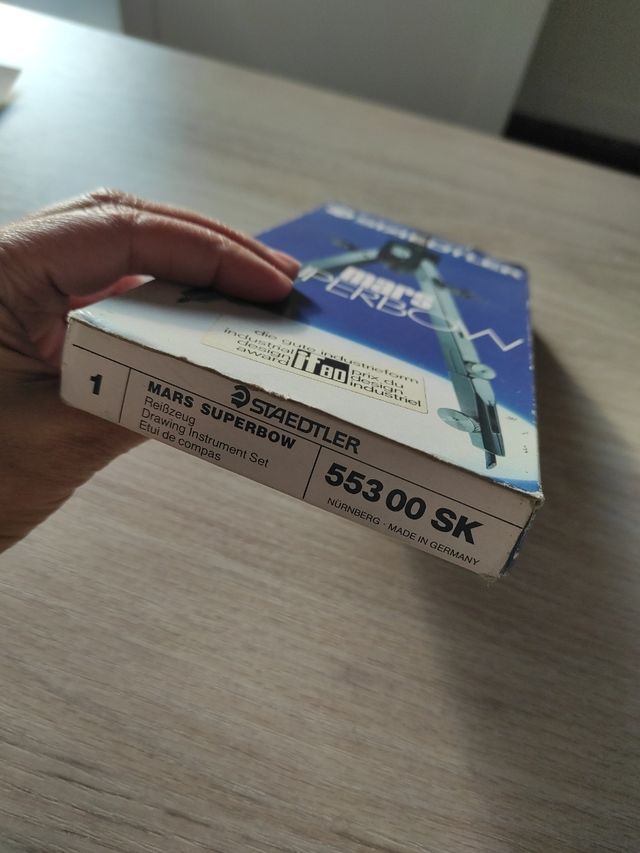 STAEDTLER
mars
SUPERBOW
die gute industrieform
industrial
design
award
if 80
prix du
design
industriel
1
STAEDTLER
MARS SUPERBOW
Reißzeug
Drawing Instrument Set
Etui de compas
553 00 SK
NÜRNBERG · MADE IN GERMANY